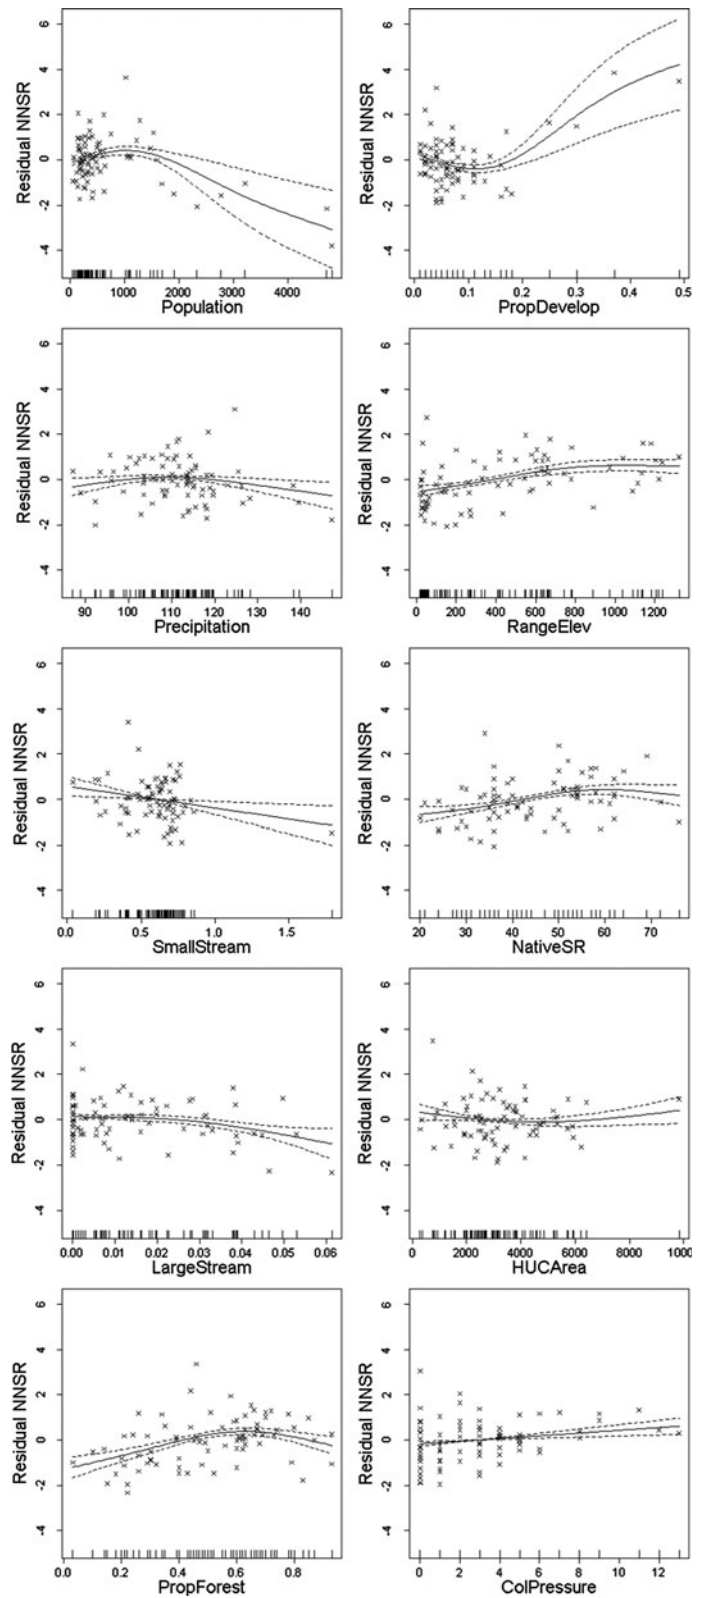 Residual NNSR
6
4
2
0
-2
-4
0 1000 2000 3000 4000
Population
Residual NNSR
6
4
2
0
-2
-4
0.0 0.1 0.2 0.3 0.4 0.5
PropDevelop
Residual NNSR
6
4
2
0
-2
-4
90 100 110 120 130 140
Precipitation
Residual NNSR
6
4
2
0
-2
-4
0 200 400 600 800 1000 1200
RangeElev
Residual NNSR
6
4
2
0
-2
-4
0.0 0.5 1.0 1.5
SmallStream
Residual NNSR
6
4
2
0
-2
-4
20 30 40 50 60 70
NativeSR
Residual NNSR
6
4
2
0
-2
-4
0.00 0.01 0.02 0.03 0.04 0.05 0.06
LargeStream
Residual NNSR
6
4
2
0
-2
-4
0 2000 4000 6000 8000 1000
HUCArea
Residual NNSR
6
4
2
0
-2
-4
0.0 0.2 0.4 0.6 0.8
PropForest
Residual NNSR
6
4
2
0
-2
-4
0 2 4 6 8 10 12
ColPressure